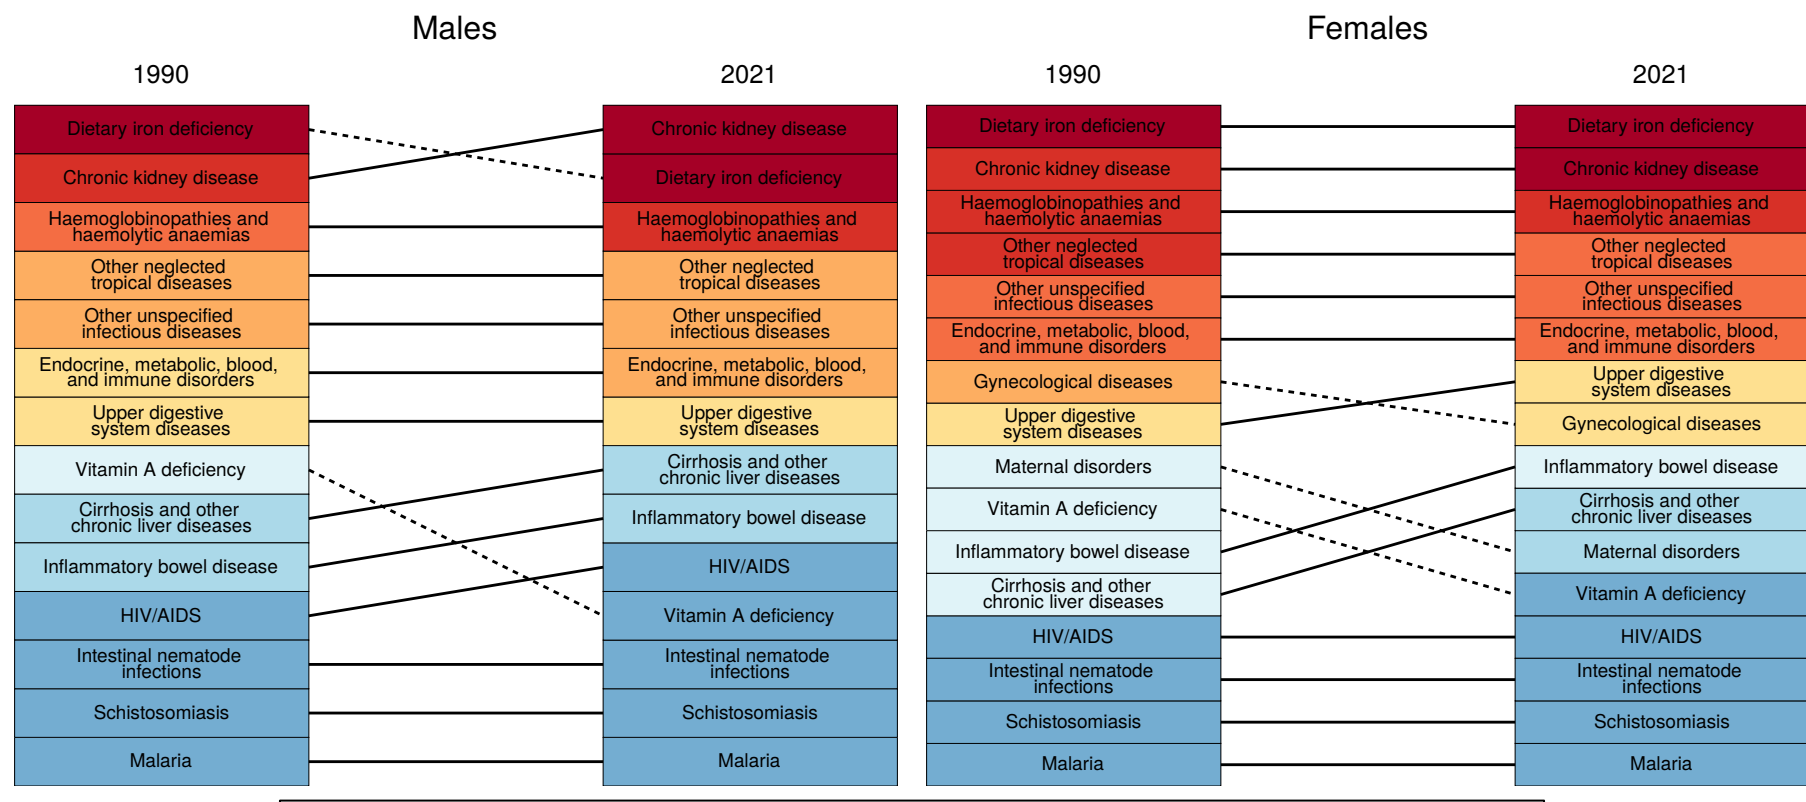 Males
1990
2021
Dietary iron deficiency
Chronic kidney disease
Haemoglobinopathies and
haemolytic anaemias
Other neglected
tropical diseases
Other unspecified
infectious diseases
Endocrine, metabolic, blood,
and immune disorders
Upper digestive
system diseases
Vitamin A deficiency
Cirrhosis and other
chronic liver diseases
Inflammatory bowel disease
HIV/AIDS
Intestinal nematode
infections
Schistosomiasis
Malaria
Chronic kidney disease
Dietary iron deficiency
Haemoglobinopathies and
haemolytic anaemias
Other neglected
tropical diseases
Other unspecified
infectious diseases
Endocrine, metabolic, blood,
and immune disorders
Upper digestive
system diseases
Cirrhosis and other
chronic liver diseases
Inflammatory bowel disease
HIV/AIDS
Vitamin A deficiency
Intestinal nematode
infections
Schistosomiasis
Malaria
Females
1990
2021
Dietary iron deficiency
Chronic kidney disease
Haemoglobinopathies and
haemolytic anaemias
Other neglected
tropical diseases
Other unspecified
infectious diseases
Endocrine, metabolic, blood,
and immune disorders
Gynecological diseases
Upper digestive
system diseases
Maternal disorders
Vitamin A deficiency
Inflammatory bowel disease
Cirrhosis and other
chronic liver diseases
HIV/AIDS
Intestinal nematode
infections
Schistosomiasis
Malaria
Dietary iron deficiency
Chronic kidney disease
Haemoglobinopathies and
haemolytic anaemias
Other neglected
tropical diseases
Other unspecified
infectious diseases
Endocrine, metabolic, blood,
and immune disorders
Upper digestive
system diseases
Gynecological diseases
Inflammatory bowel disease
Cirrhosis and other
chronic liver diseases
Maternal disorders
Vitamin A deficiency
HIV/AIDS
Intestinal nematode
infections
Schistosomiasis
Malaria